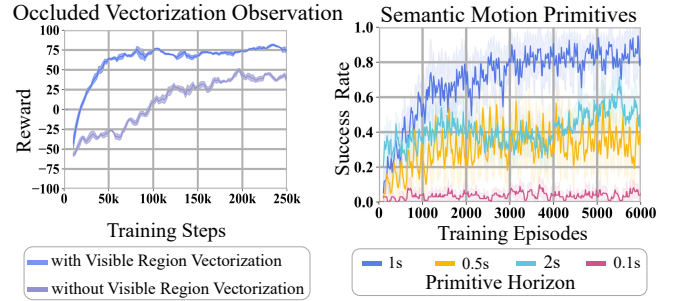 Occluded Vectorization Observation
100
75
50
25
0
−25
−50
−75
−100
Reward
0 50k 100k 150k 200k 250k
Training Steps
with Visible Region Vectorization
without Visible Region Vectorization
Semantic Motion Primitives
1.0
0.8
0.6
0.4
0.2
0.0
Success Rate
0 1000 2000 3000 4000 5000 6000
Training Episodes
1s 0.5s 2s 0.1s
Primitive Horizon